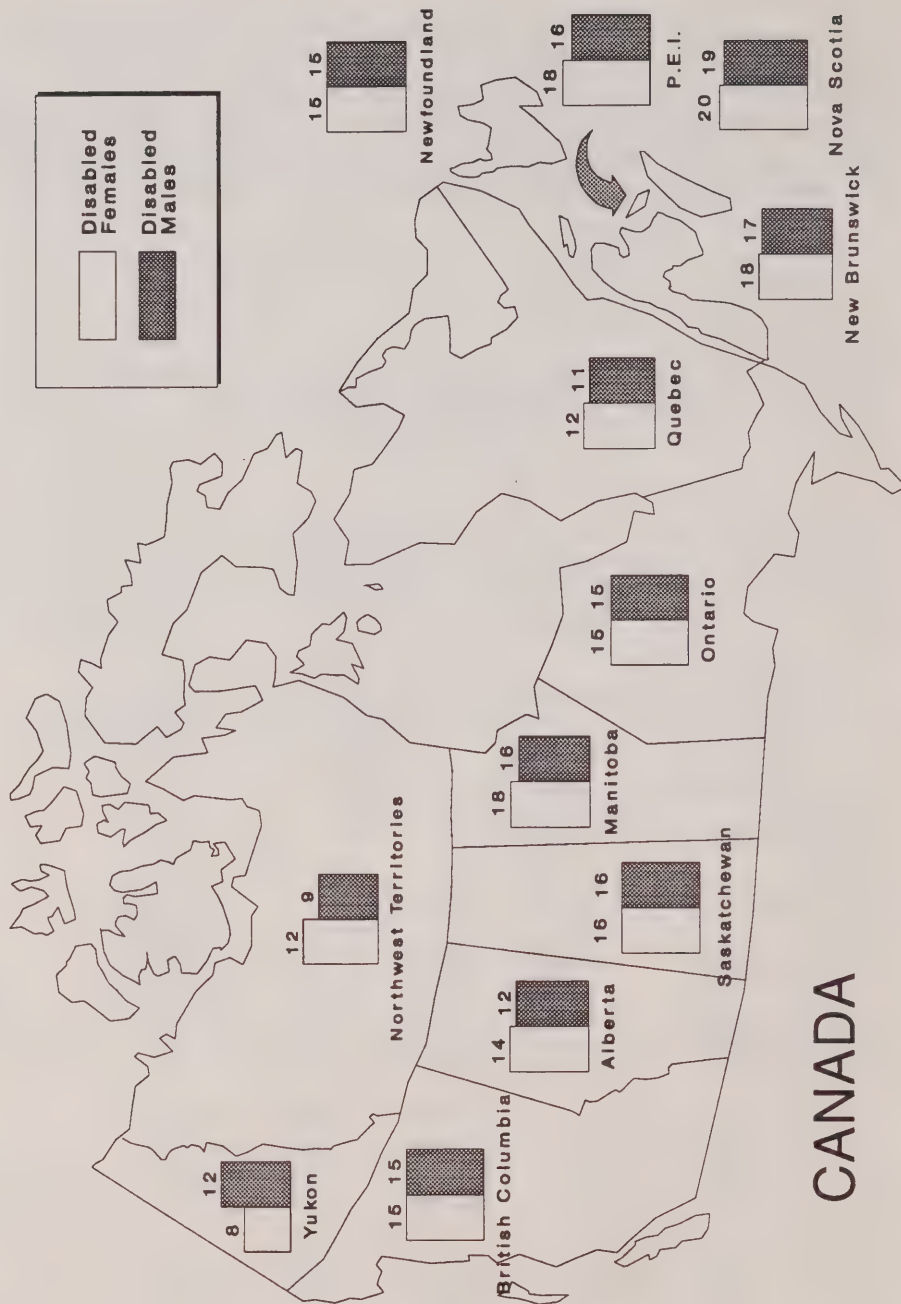 Disabled
Females
Disabled
Males
12
8
Yukon
12
9
Northwest Territories
15 15
British Columbia
14
12
Alberta
16 16
Saskatchewan
18
16
Manitoba
15 15
Ontario
12
11
Quebec
15 15
Newfoundland
18
16
P.E.I.
20
19
Nova Scotia
18
17
New Brunswick
CANADA